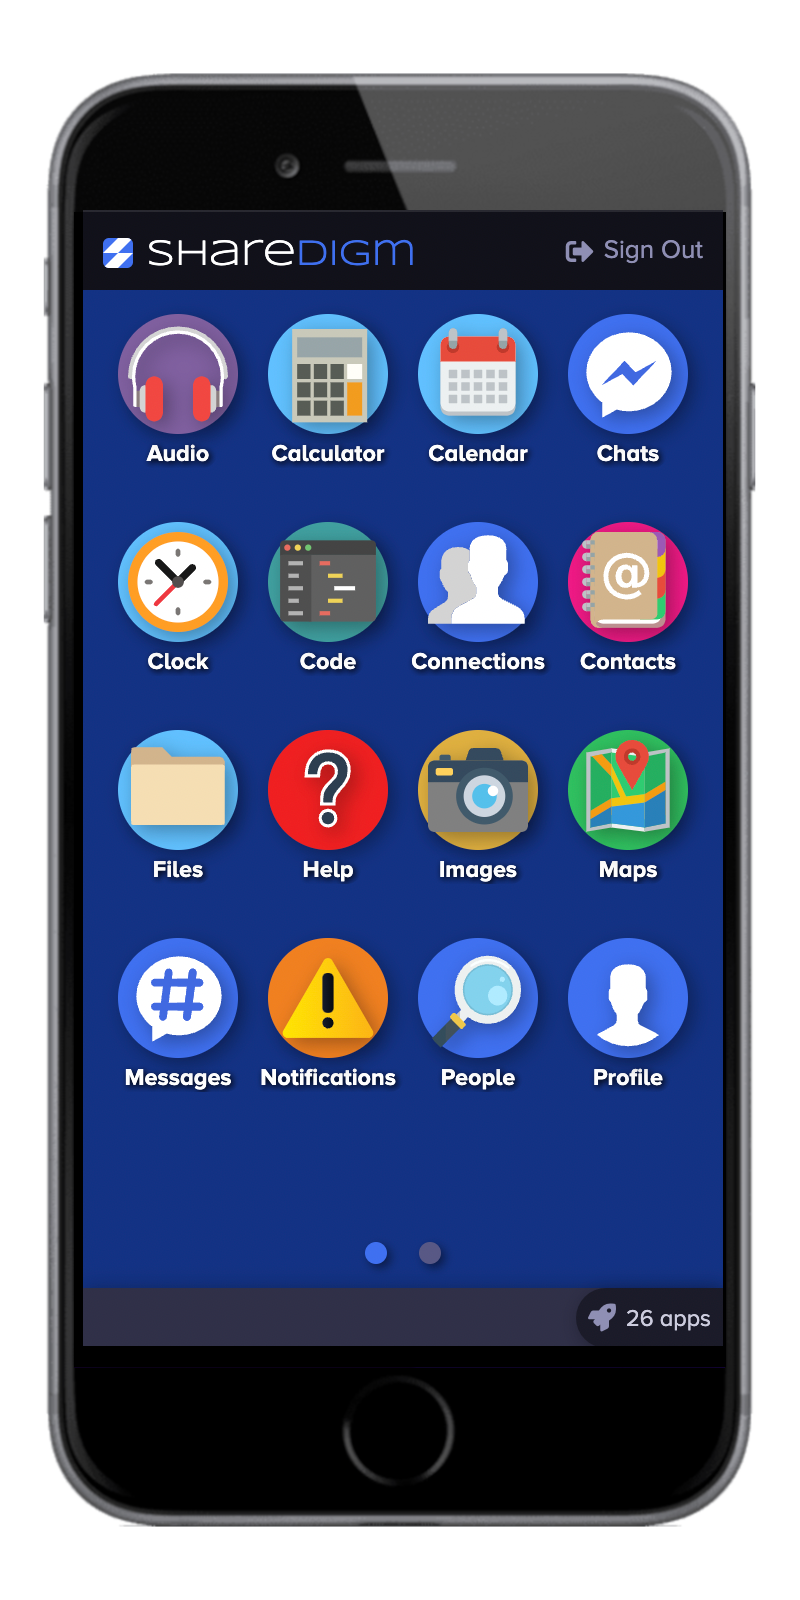 SHAREDIGM
Sign Out
Audio
Calculator
Calendar
Chats
Clock
Code
Connections
@
Contacts
Files
?
Help
Images
Maps
#
Messages
!
Notifications
People
Profile
26 apps